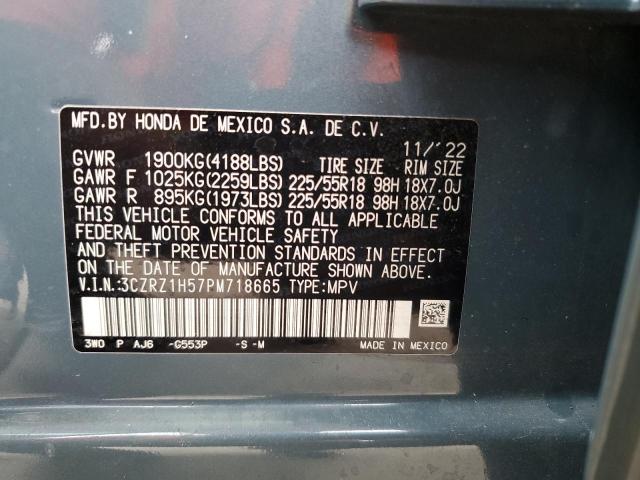 MFD.BY HONDA DE MEXICO S.A. DE C.V.
11/'22
GVWR 1900KG(4188LBS) TIRE SIZE RIM SIZE
GAWR F 1025KG(2259LBS) 225/55R18 98H 18X7.0J
GAWR R 895KG(1973LBS) 225/55R18 98H 18X7.0J
THIS VEHICLE CONFORMS TO ALL APPLICABLE
FEDERAL MOTOR VEHICLE SAFETY
AND THEFT PREVENTION STANDARDS IN EFFECT
ON THE DATE OF MANUFACTURE SHOWN ABOVE.
V.I.N.:3CZRZ1H57PM718665 TYPE:MPV
3WO P AJ6 -G553P -S -M MADE IN MEXICO